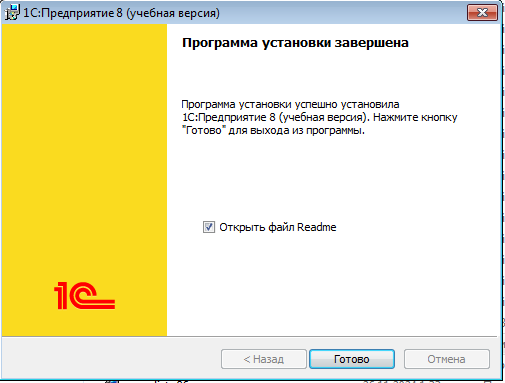 1С:Предприятие 8 (учебная версия)
Программа установки завершена
Программа установки успешно установила
1С:Предприятие 8 (учебная версия). Нажмите кнопку
"Готово" для выхода из программы.
Открыть файл Readme
1С
< Назад
Готово
Отмена